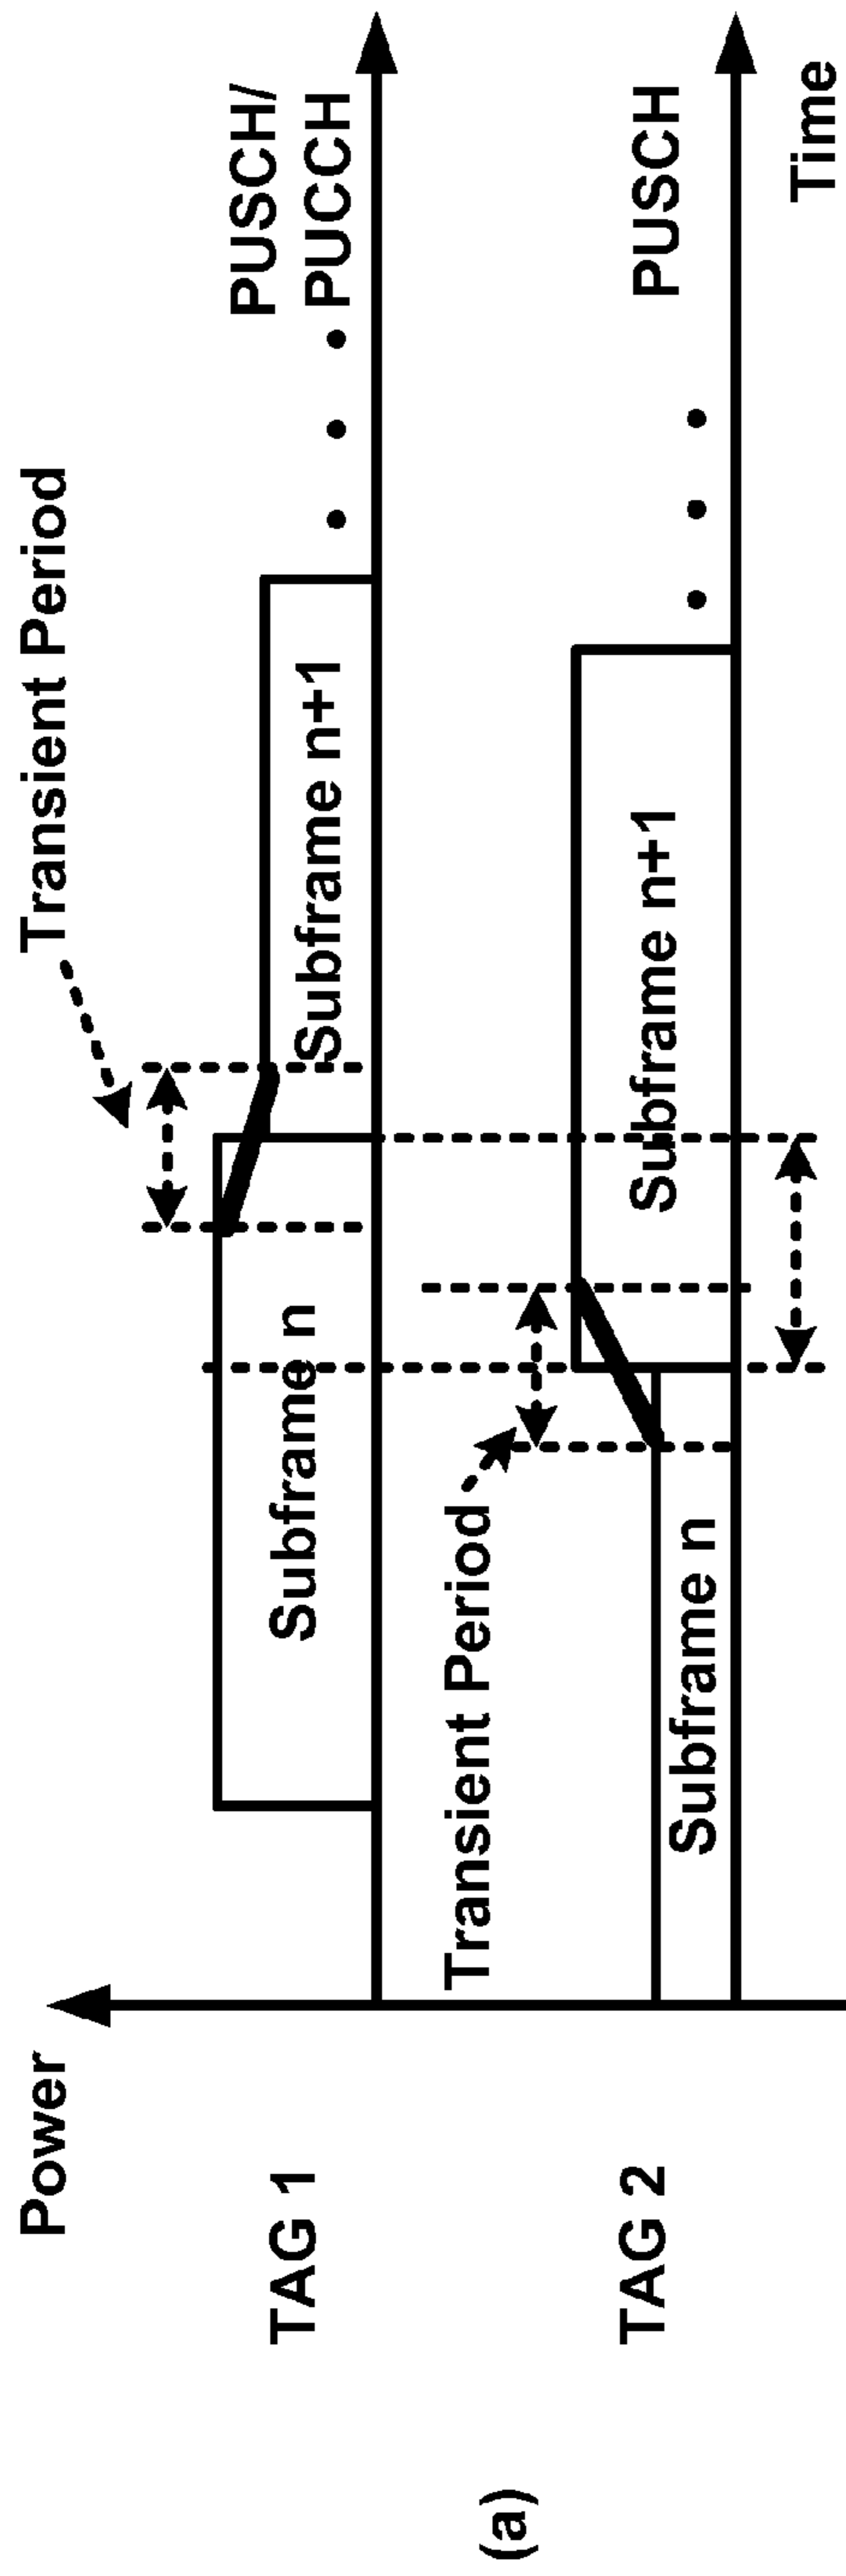 (a)
Power
Transient Period
TAG 1
Subframe n
Subframe n+1
PUSCH/
PUCCH
Transient Period
TAG 2
Subframe n
Subframe n+1
PUSCH
Time